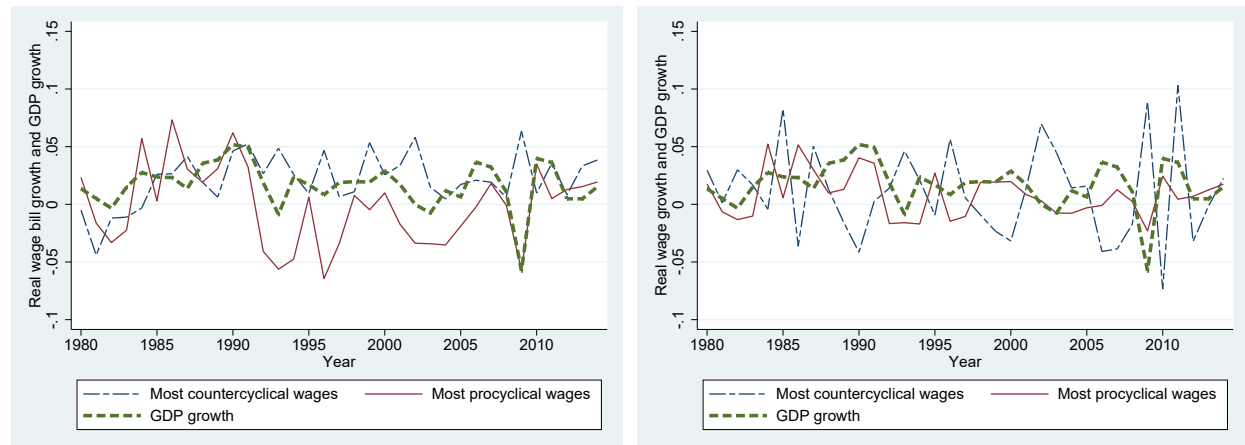 Real wage bill growth and GDP growth
.15
.1
.05
0
-.05
-.1
1980 1985 1990 1995 2000 2005 2010
Year
Most countercyclical wages Most procyclical wages
GDP growth
Real wage growth and GDP growth
.15
.1
.05
0
-.05
-.1
1980 1985 1990 1995 2000 2005 2010
Year
Most countercyclical wages Most procyclical wages
GDP growth